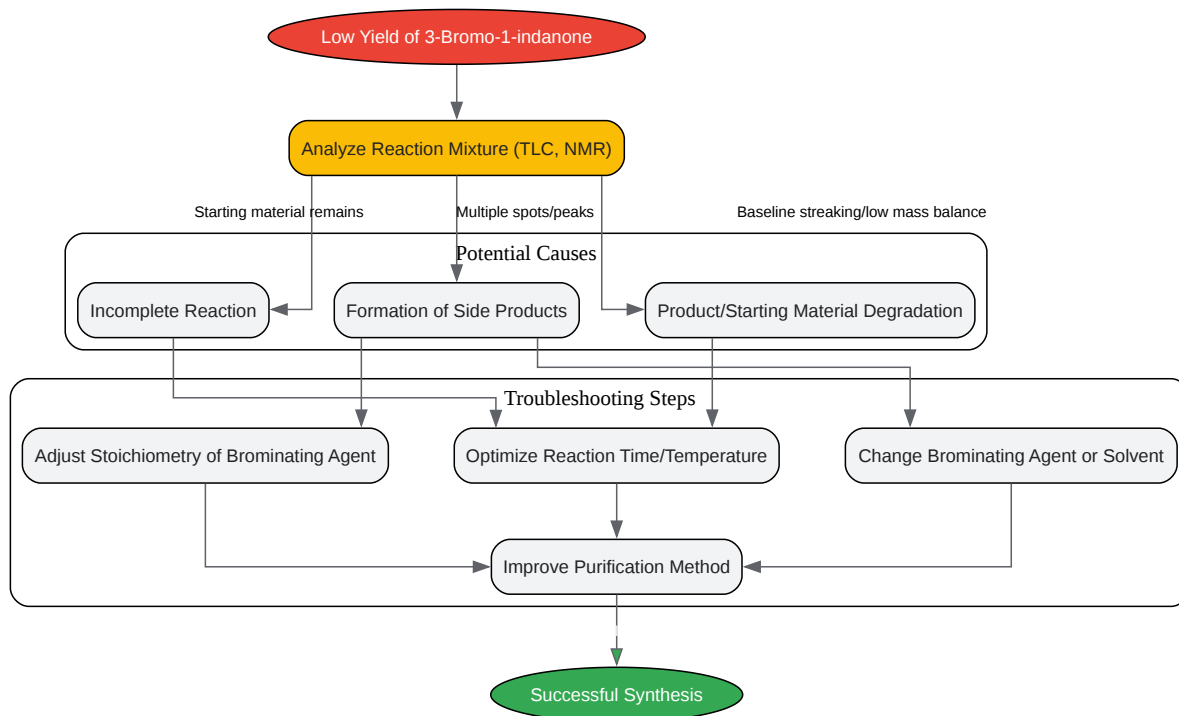 Low Yield of 3-Bromo-1-indanone
Analyze Reaction Mixture (TLC, NMR)
Starting material remains
Multiple spots/peaks
Baseline streaking/low mass balance
Potential Causes
Incomplete Reaction
Formation of Side Products
Product/Starting Material Degradation
Troubleshooting Steps
Adjust Stoichiometry of Brominating Agent
Optimize Reaction Time/Temperature
Change Brominating Agent or Solvent
Improve Purification Method
Successful Synthesis